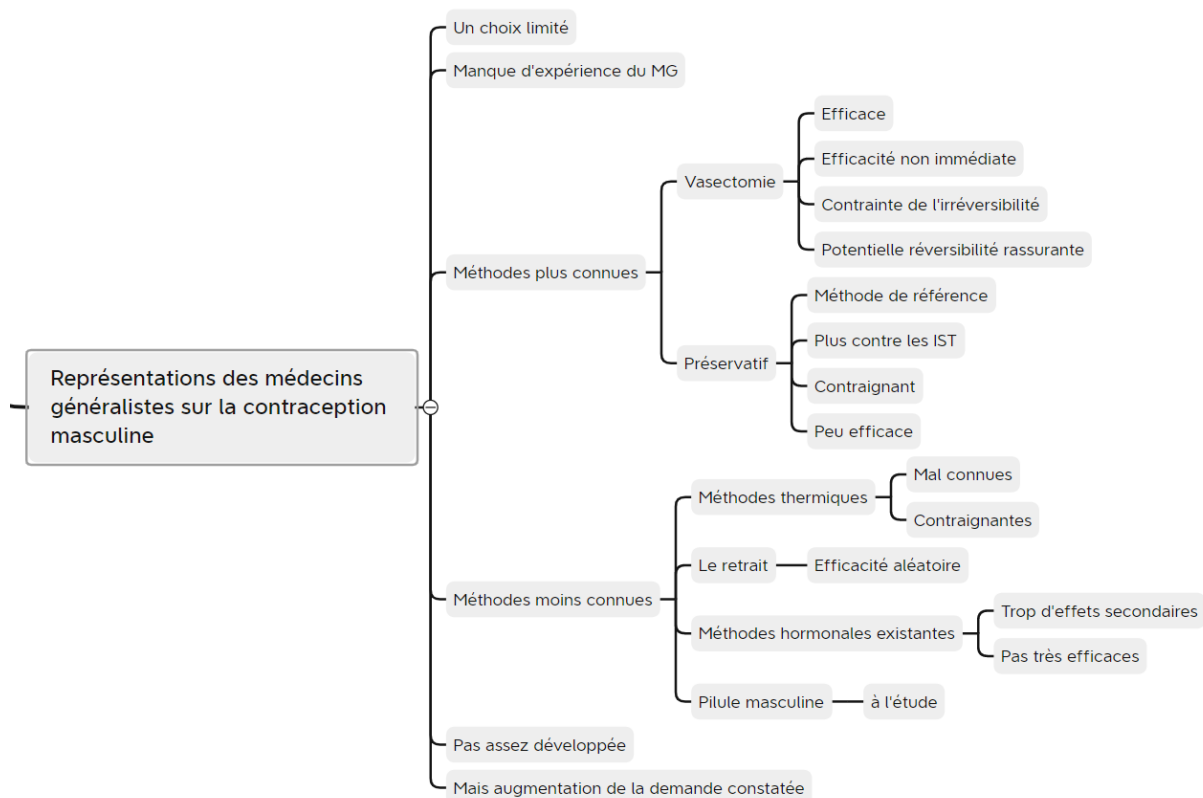 Un choix limité
Manque d'expérience du MG
Efficace
Efficacité non immédiate
Vasectomie
Contrainte de l'irréversibilité
Potentielle réversibilité rassurante
Méthodes plus connues
Méthode de référence
Plus contre les IST
Préservatif
Contraignant
Peu efficace
Représentations des médecins
généralistes sur la contraception
masculine
Méthodes thermiques
Mal connues
Contraignantes
Le retrait
Efficacité aléatoire
Méthodes moins connues
Méthodes hormonales existantes
Trop d'effets secondaires
Pas très efficaces
Pilule masculine
à l'étude
Pas assez développée
Mais augmentation de la demande constatée